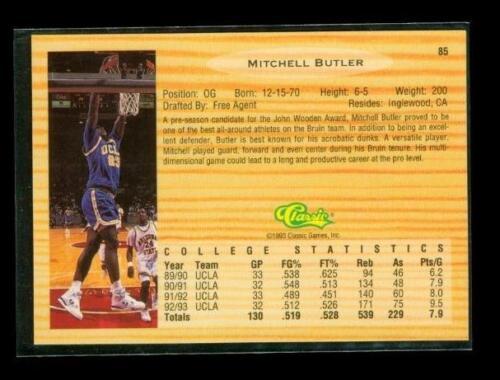 85
MITCHELL BUTLER
Position: OG Born: 12-15-70 Height: 6-5 Weight: 200
Drafted By: Free Agent Resides: Inglewood, CA
A pre-season candidate for the John Wooden Award, Mitchell Butler proved to be
one of the best all-around athletes on the Bruin team. In addition to being an excel-
lent defender, Butler is best known for his acrobatic dunks. A versatile player,
Mitchell played guard, forward and even center during his Bruin tenure. His multi-
dimensional game could lead to a long and productive career at the pro level.
UCLA
Classic
©1993 Classic Games, Inc.
COLLEGE STATISTICS
Year Team GP FG% FT% Reb As Pts/G
89/90 UCLA 33 .538 .625 94 46 6.2
90/91 UCLA 32 .548 .513 134 48 7.9
91/92 UCLA 33 .489 .451 140 60 8.0
92/93 UCLA 32 .512 .526 171 75 9.5
Totals 130 .519 .528 539 229 7.9